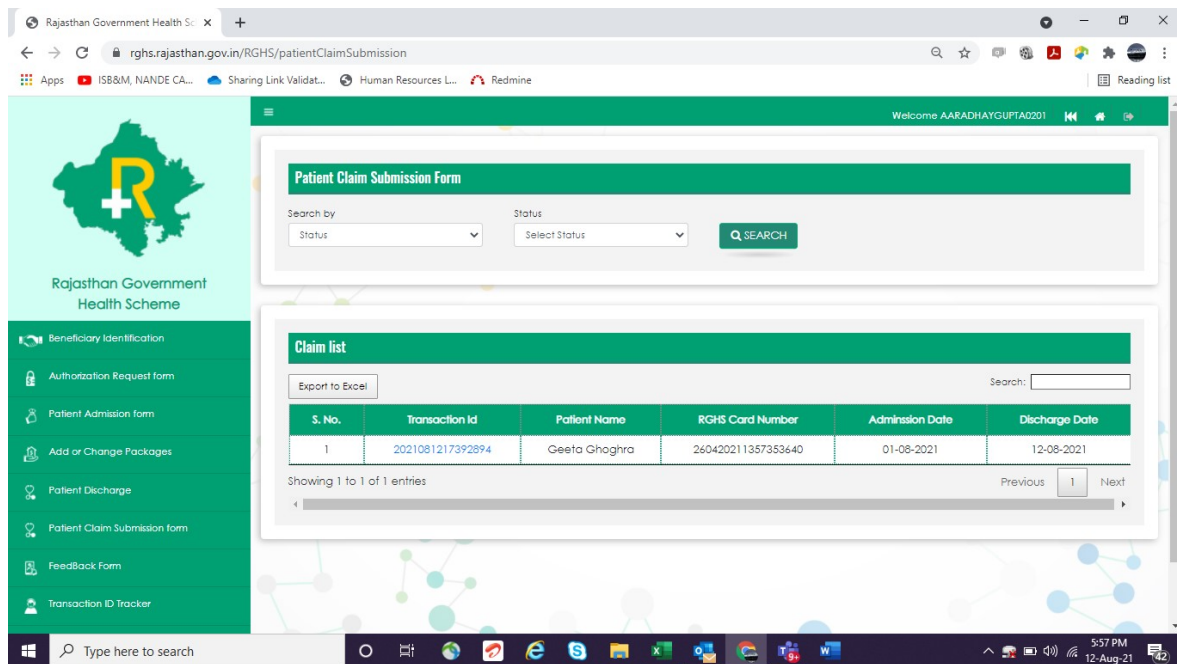 Rajasthan Government Health Sc
rghs.rajasthan.gov.in/RGHS/patientClaimSubmission
Apps ISB&M, NANDE CA... Sharing Link Validat... Human Resources L... Redmine Reading list
Welcome AARADHAYGUPTA0201
R
Rajasthan Government
Health Scheme
Beneficiary Identification
Authorization Request form
Patient Admission form
Add or Change Packages
Patient Discharge
Patient Claim Submission form
FeedBack Form
Transaction ID Tracker
Patient Claim Submission Form
Search by Status
Status Select Status SEARCH
Claim list
Export to Excel Search:
S. No. Transaction Id Patient Name RGHS Card Number Adminssion Date Discharge Date
1 2021081217392894 Geeta Ghoghra 260420211357353640 01-08-2021 12-08-2021
Showing 1 to 1 of 1 entries Previous 1 Next
Type here to search
9+
5:57 PM
12-Aug-21
42